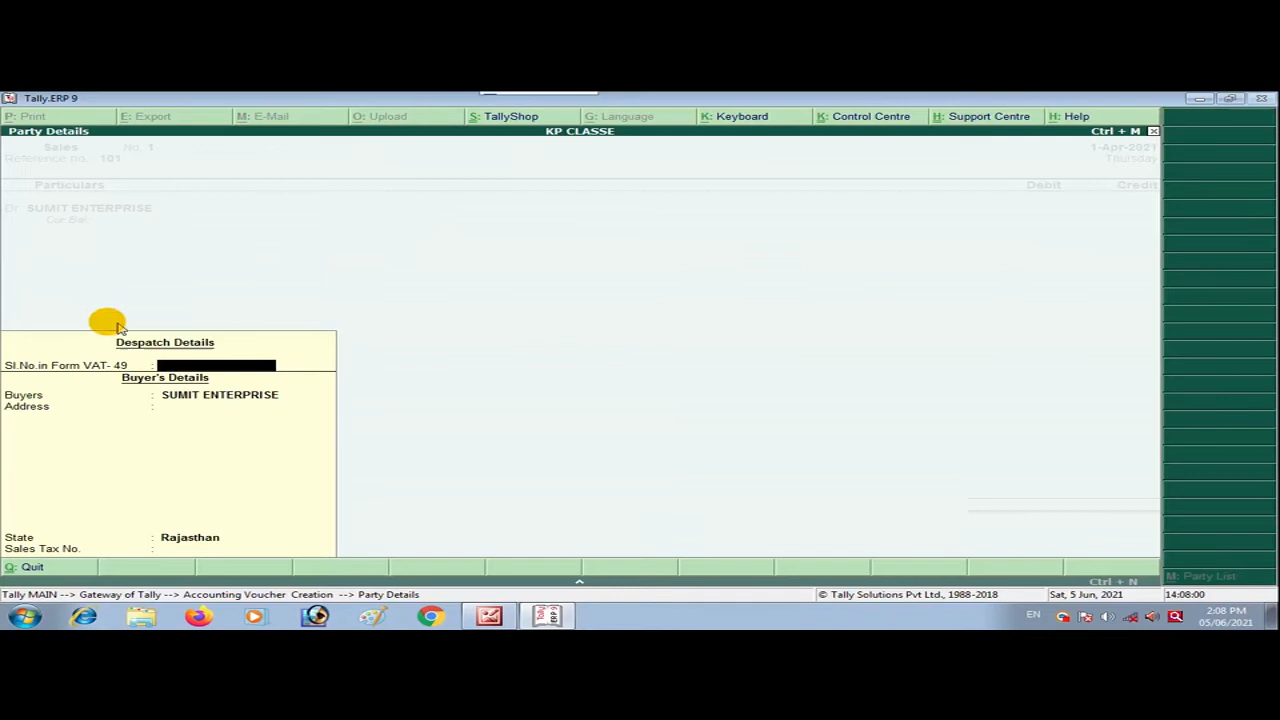 Tally.ERP 9
P: Print E: Export M: E-Mail O: Upload S: TallyShop G: Language K: Keyboard K: Control Centre H: Support Centre H: Help
Party Details KP CLASSE Ctrl + M
Sales No. 1 1-Apr-2021
Reference no. 101 Thursday
Particulars Debit Credit
Dr SUMIT ENTERPRISE
Cur Bal:
Despatch Details
Sl.No.in Form VAT- 49 :
Buyer's Details
Buyers : SUMIT ENTERPRISE
Address :
State : Rajasthan
Sales Tax No. :
Q: Quit
M: Party List
Ctrl + N
Tally MAIN --> Gateway of Tally --> Accounting Voucher Creation --> Party Details © Tally Solutions Pvt Ltd., 1988-2018 Sat, 5 Jun, 2021 14:08:00
EN 2:08 PM
05/06/2021